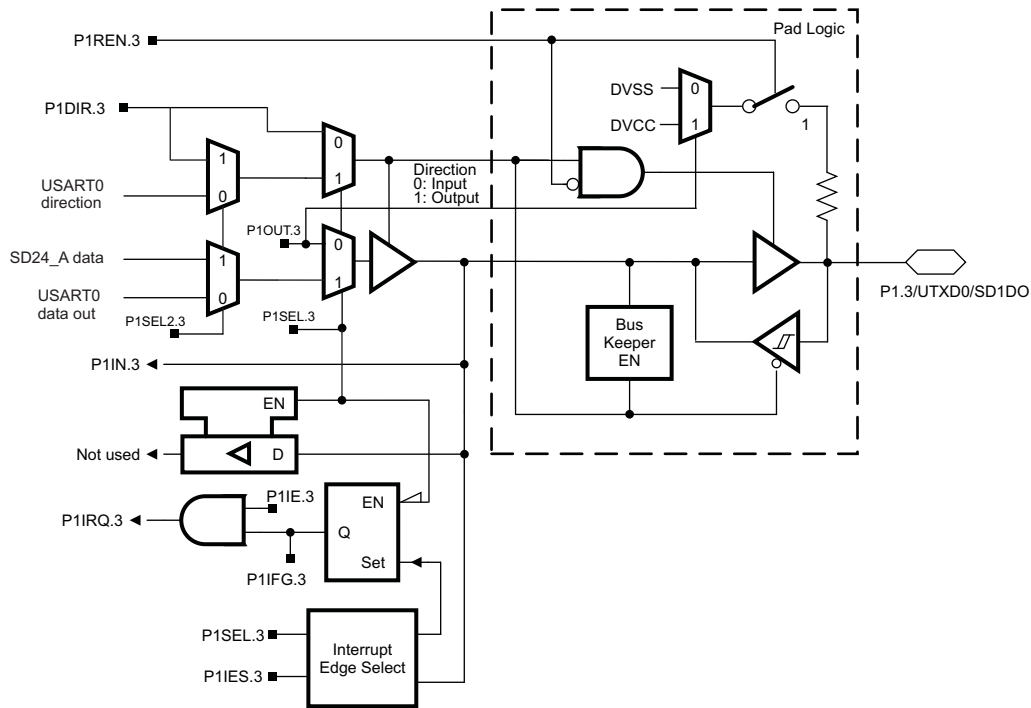 Pad Logic
P1REN.3
DVSS
0
P1DIR.3
DVCC
1
1
0
1
1
Direction
0: Input
1: Output
USART0
direction
0
P1OUT.3
0
SD24_A data
1
1
USART0
data out
0
P1.3/UTXD0/SD1DO
P1SEL2.3
P1SEL.3
Bus
Keeper
EN
P1IN.3
EN
Not used
D
P1IE.3
EN
P1IRQ.3
Q
P1IFG.3
Set
P1SEL.3
Interrupt
Edge Select
P1IES.3